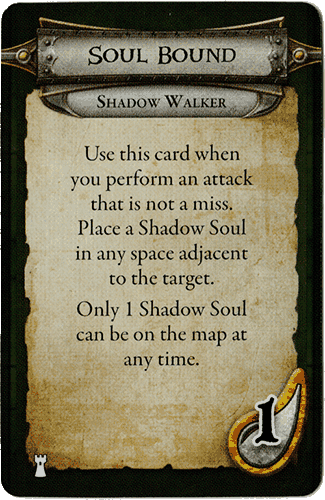 SOUL BOUND
SHADOW WALKER
Use this card when
you perform an attack
that is not a miss.
Place a Shadow Soul
in any space adjacent
to the target.
Only 1 Shadow Soul
can be on the map at
any time.
1